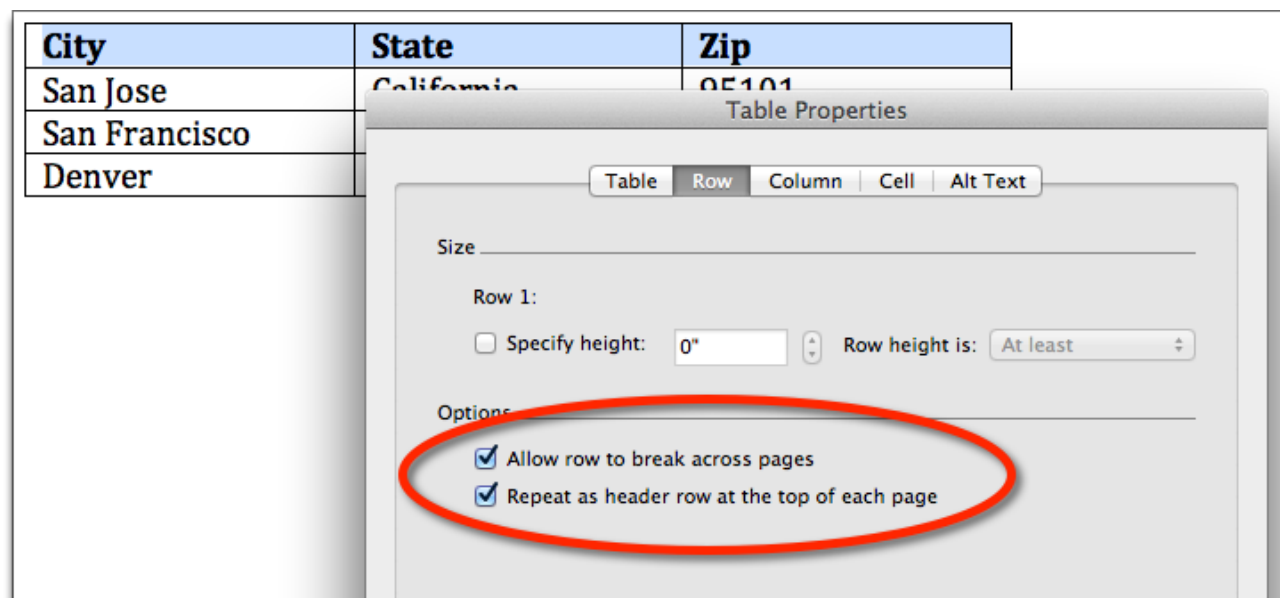 City State Zip
San Jose California 95101
Table Properties
San Francisco
Denver
Table Row Column Cell Alt Text
Size
Row 1:
Specify height: 0" Row height is: At least
Options
Allow row to break across pages
Repeat as header row at the top of each page